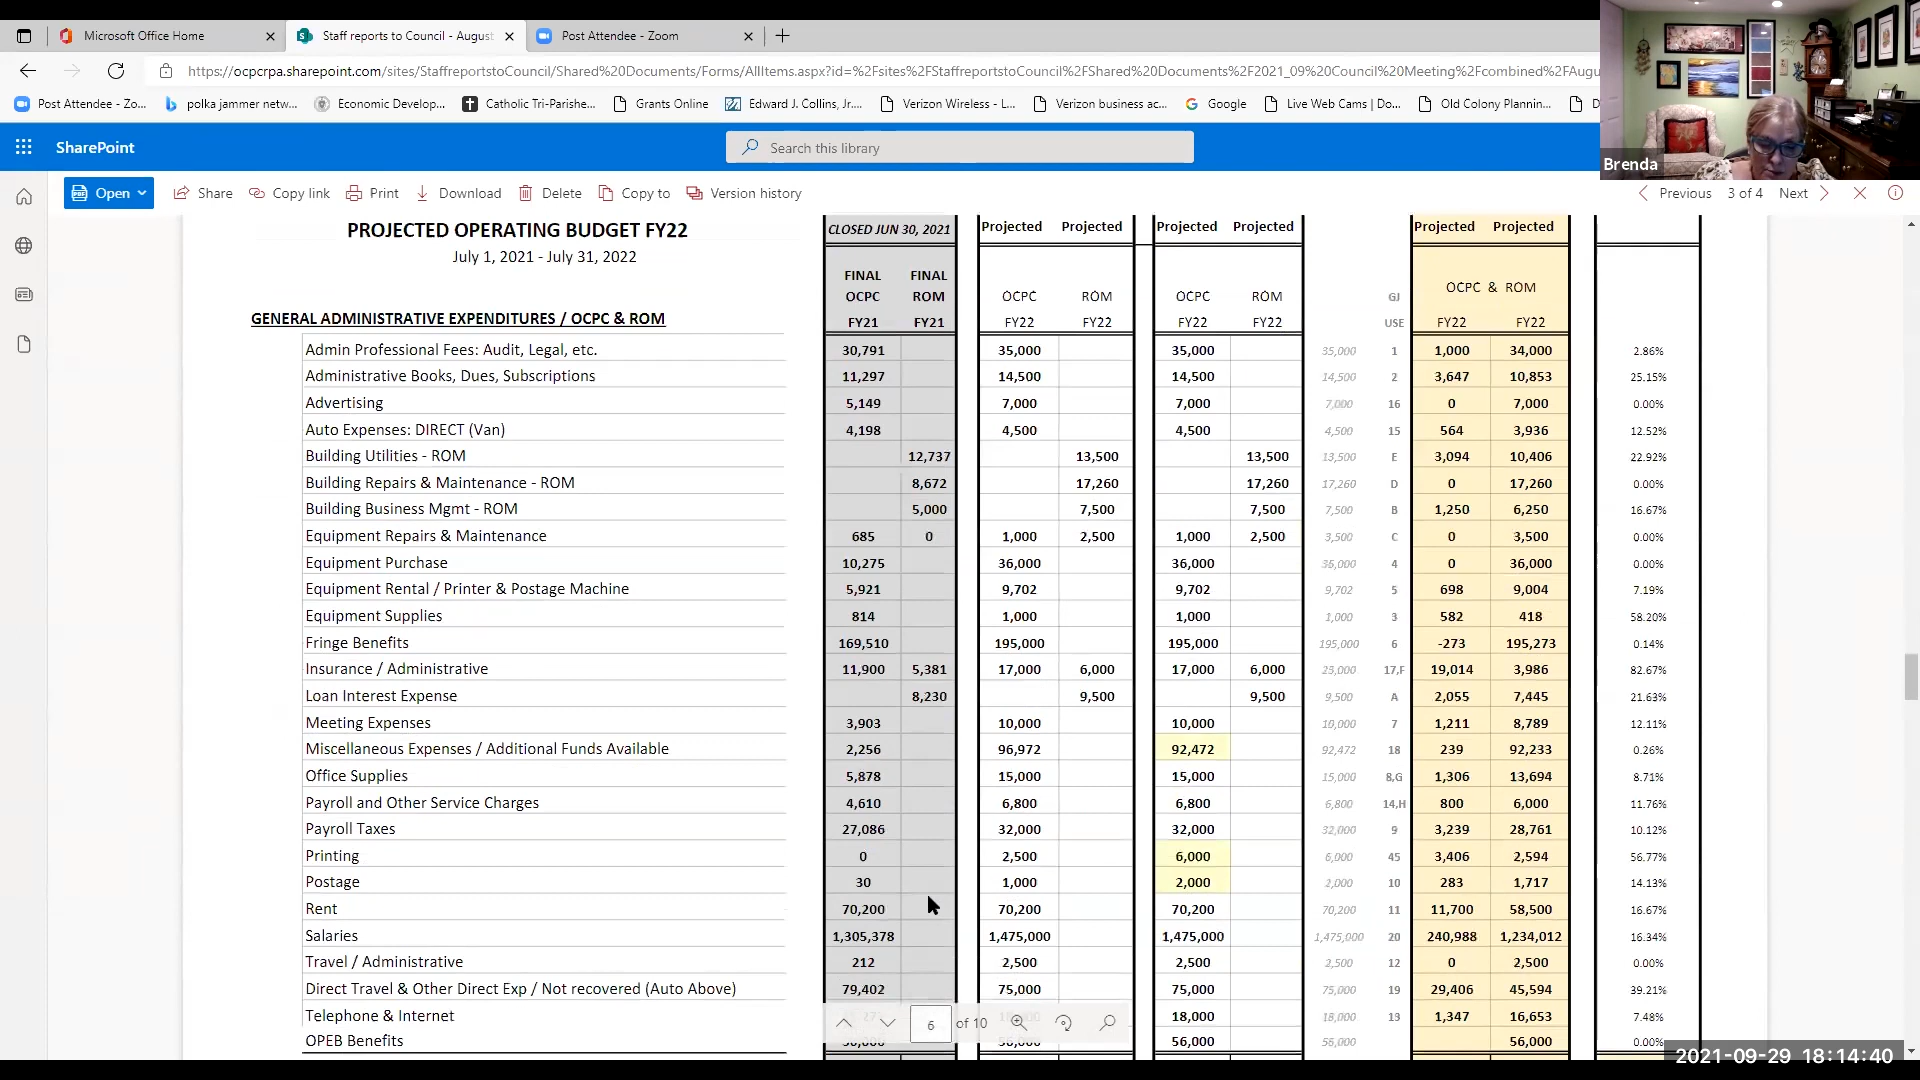 Microsoft Office Home
Staff reports to Council - August
Post Attendee - Zoom
https://ocpcrpa.sharepoint.com/sites/StaffreportstoCouncil/Shared%20Documents/Forms/AllItems.aspx?id=%2Fsites%2FStaffreportstoCouncil%2FShared%20Documents%2F2021_09%20Council%20Meeting%2Fcombined%2FAugu
Post Attendee - Zo... polka jammer netw... Economic Develop... Catholic Tri-Parishe... Grants Online Edward J. Collins, Jr.... Verizon Wireless - L... Verizon business ac... Google Live Web Cams | Do... Old Colony Plannin... D
SharePoint
Search this library
Brenda
Open Share Copy link Print Download Delete Copy to Version history Previous 3 of 4 Next
PROJECTED OPERATING BUDGET FY22 CLOSED JUN 30, 2021 Projected Projected Projected Projected Projected Projected
July 1, 2021 - July 31, 2022
FINAL FINAL
OCPC & ROM
OCPC ROM OCPC ROM OCPC ROM GJ
GENERAL ADMINISTRATIVE EXPENDITURES / OCPC & ROM FY21 FY21 FY22 FY22 FY22 FY22 USE FY22 FY22
Admin Professional Fees: Audit, Legal, etc. 30,791 35,000 35,000 35,000 1 1,000 34,000 2.86%
Administrative Books, Dues, Subscriptions 11,297 14,500 14,500 14,500 2 3,647 10,853 25.15%
Advertising 5,149 7,000 7,000 7,000 16 0 7,000 0.00%
Auto Expenses: DIRECT (Van) 4,198 4,500 4,500 4,500 15 564 3,936 12.52%
Building Utilities - ROM 12,737 13,500 13,500 13,500 E 3,094 10,406 22.92%
Building Repairs & Maintenance - ROM 8,672 17,260 17,260 17,260 D 0 17,260 0.00%
Building Business Mgmt - ROM 5,000 7,500 7,500 7,500 B 1,250 6,250 16.67%
Equipment Repairs & Maintenance 685 0 1,000 2,500 1,000 2,500 3,500 C 0 3,500 0.00%
Equipment Purchase 10,275 36,000 36,000 36,000 4 0 36,000 0.00%
Equipment Rental / Printer & Postage Machine 5,921 9,702 9,702 9,702 5 698 9,004 7.19%
Equipment Supplies 814 1,000 1,000 1,000 3 582 418 58.20%
Fringe Benefits 169,510 195,000 195,000 195,000 6 -273 195,273 0.14%
Insurance / Administrative 11,900 5,381 17,000 6,000 17,000 6,000 23,000 17,F 19,014 3,986 82.67%
Loan Interest Expense 8,230 9,500 9,500 9,500 A 2,055 7,445 21.63%
Meeting Expenses 3,903 10,000 10,000 10,000 7 1,211 8,789 12.11%
Miscellaneous Expenses / Additional Funds Available 2,256 96,972 92,472 92,472 18 239 92,233 0.26%
Office Supplies 5,878 15,000 15,000 15,000 8,G 1,306 13,694 8.71%
Payroll and Other Service Charges 4,610 6,800 6,800 6,800 14,H 800 6,000 11.76%
Payroll Taxes 27,086 32,000 32,000 32,000 9 3,239 28,761 10.12%
Printing 0 2,500 6,000 6,000 45 3,406 2,594 56.77%
Postage 30 1,000 2,000 2,000 10 283 1,717 14.13%
Rent 70,200 70,200 70,200 70,200 11 11,700 58,500 16.67%
Salaries 1,305,378 1,475,000 1,475,000 1,475,000 20 240,988 1,234,012 16.34%
Travel / Administrative 212 2,500 2,500 2,500 12 0 2,500 0.00%
Direct Travel & Other Direct Exp / Not recovered (Auto Above) 79,402 75,000 75,000 75,000 19 29,406 45,594 39.21%
Telephone & Internet 18,000 18,000 13 1,347 16,653 7.48%
6 of 10
OPEB Benefits 56,000 56,000 56,000 0.00%
2021-09-29 18:14:40